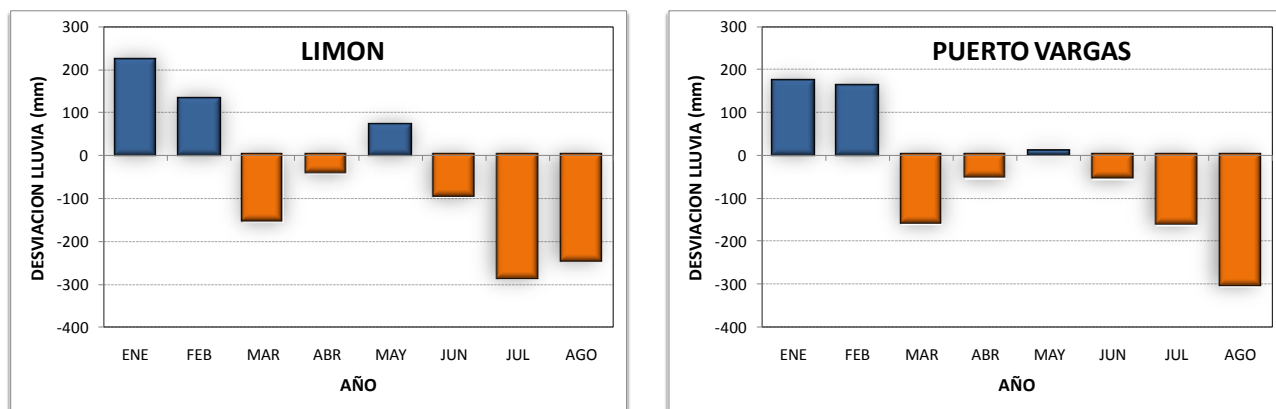 LIMON
DESVIACION LLUVIA (mm)
300
200
100
0
-100
-200
-300
-400
ENE FEB MAR ABR MAY JUN JUL AGO
AÑO
PUERTO VARGAS
DESVIACION LLUVIA (mm)
300
200
100
0
-100
-200
-300
-400
ENE FEB MAR ABR MAY JUN JUL AGO
AÑO